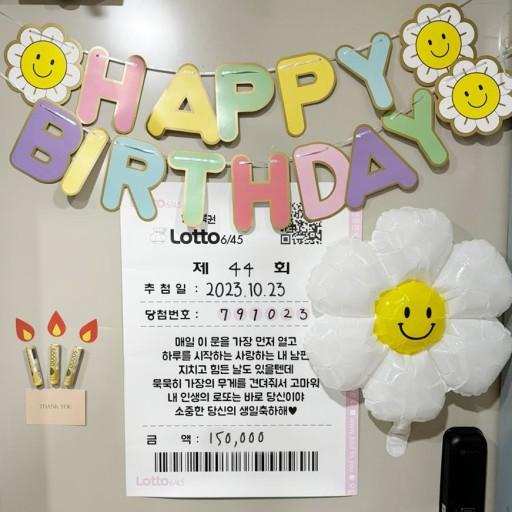 HAPPY
BIRTHDAY
Lotto 6/45
제 44 회
추첨일 : 2023.10.23
당첨번호 : 791023
매일 이 문을 가장 먼저 열고
하루를 시작하는 사랑하는 내 남편
지치고 힘든 날도 있을텐데
묵묵히 가장의 무게를 견뎌줘서 고마워
내 인생의 로또는 바로 당신이야
소중한 당신의 생일축하해♥
금 액 : 150,000
Lotto 6/45
THANK YOU